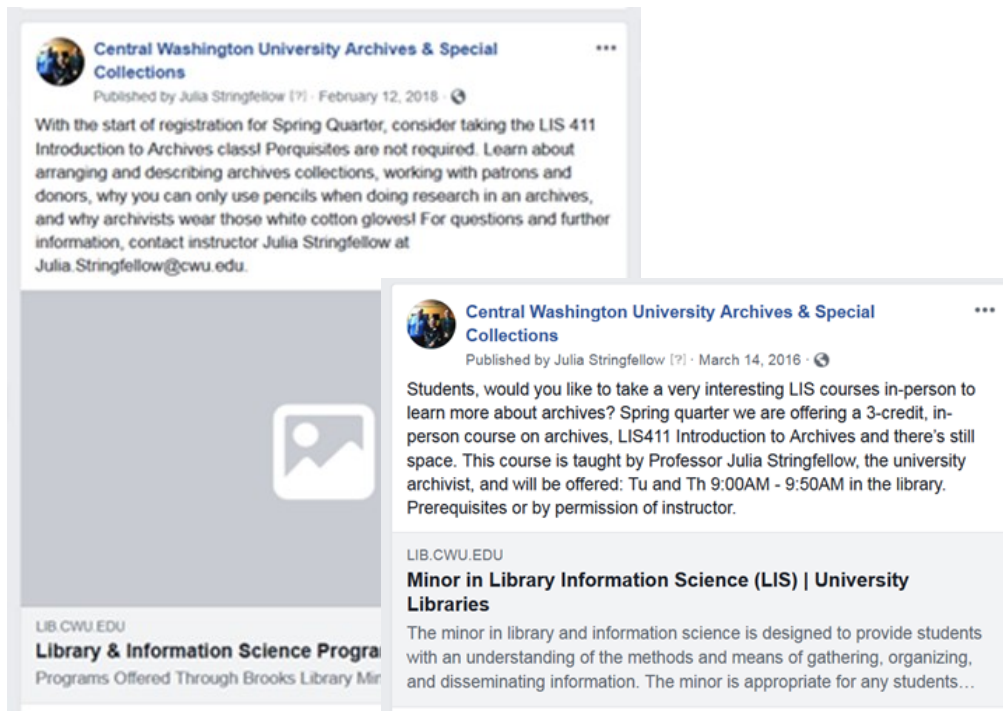 Central Washington University Archives & Special
Collections
Published by Julia Stringfellow [?] · February 12, 2018 ·
With the start of registration for Spring Quarter, consider taking the LIS 411
Introduction to Archives class! Perquisites are not required. Learn about
arranging and describing archives collections, working with patrons and
donors, why you can only use pencils when doing research in an archives,
and why archivists wear those white cotton gloves! For questions and further
information, contact instructor Julia Stringfellow at
Julia.Stringfellow@cwu.edu.
LIB.CWU.EDU
Library & Information Science
Programs Offered Through Brooks Library
Central Washington University Archives & Special
Collections
Published by Julia Stringfellow [?] · March 14, 2016 ·
Students, would you like to take a very interesting LIS courses in-person to
learn more about archives? Spring quarter we are offering a 3-credit, in-
person course on archives, LIS411 Introduction to Archives and there's still
space. This course is taught by Professor Julia Stringfellow, the university
archivist, and will be offered: Tu and Th 9:00AM - 9:50AM in the library.
Prerequisites or by permission of instructor.
LIB.CWU.EDU
Minor in Library Information Science (LIS) | University
Libraries
The minor in library and information science is designed to provide students
with an understanding of the methods and means of gathering, organizing,
and disseminating information. The minor is appropriate for any students…